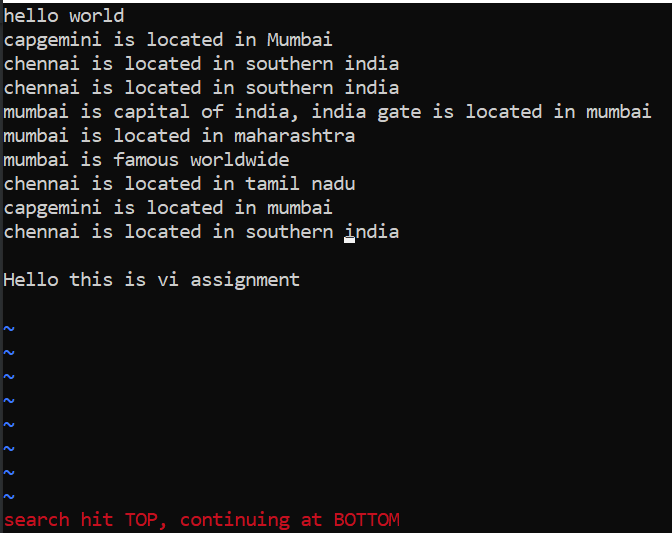 hello world
capgemini is located in Mumbai
chennai is located in southern india
chennai is located in southern india
mumbai is capital of india, india gate is located in mumbai
mumbai is located in maharashtra
mumbai is famous worldwide
chennai is located in tamil nadu
capgemini is located in mumbai
chennai is located in southern india
Hello this is vi assignment
~
~
~
~
~
~
~
~
search hit TOP, continuing at BOTTOM